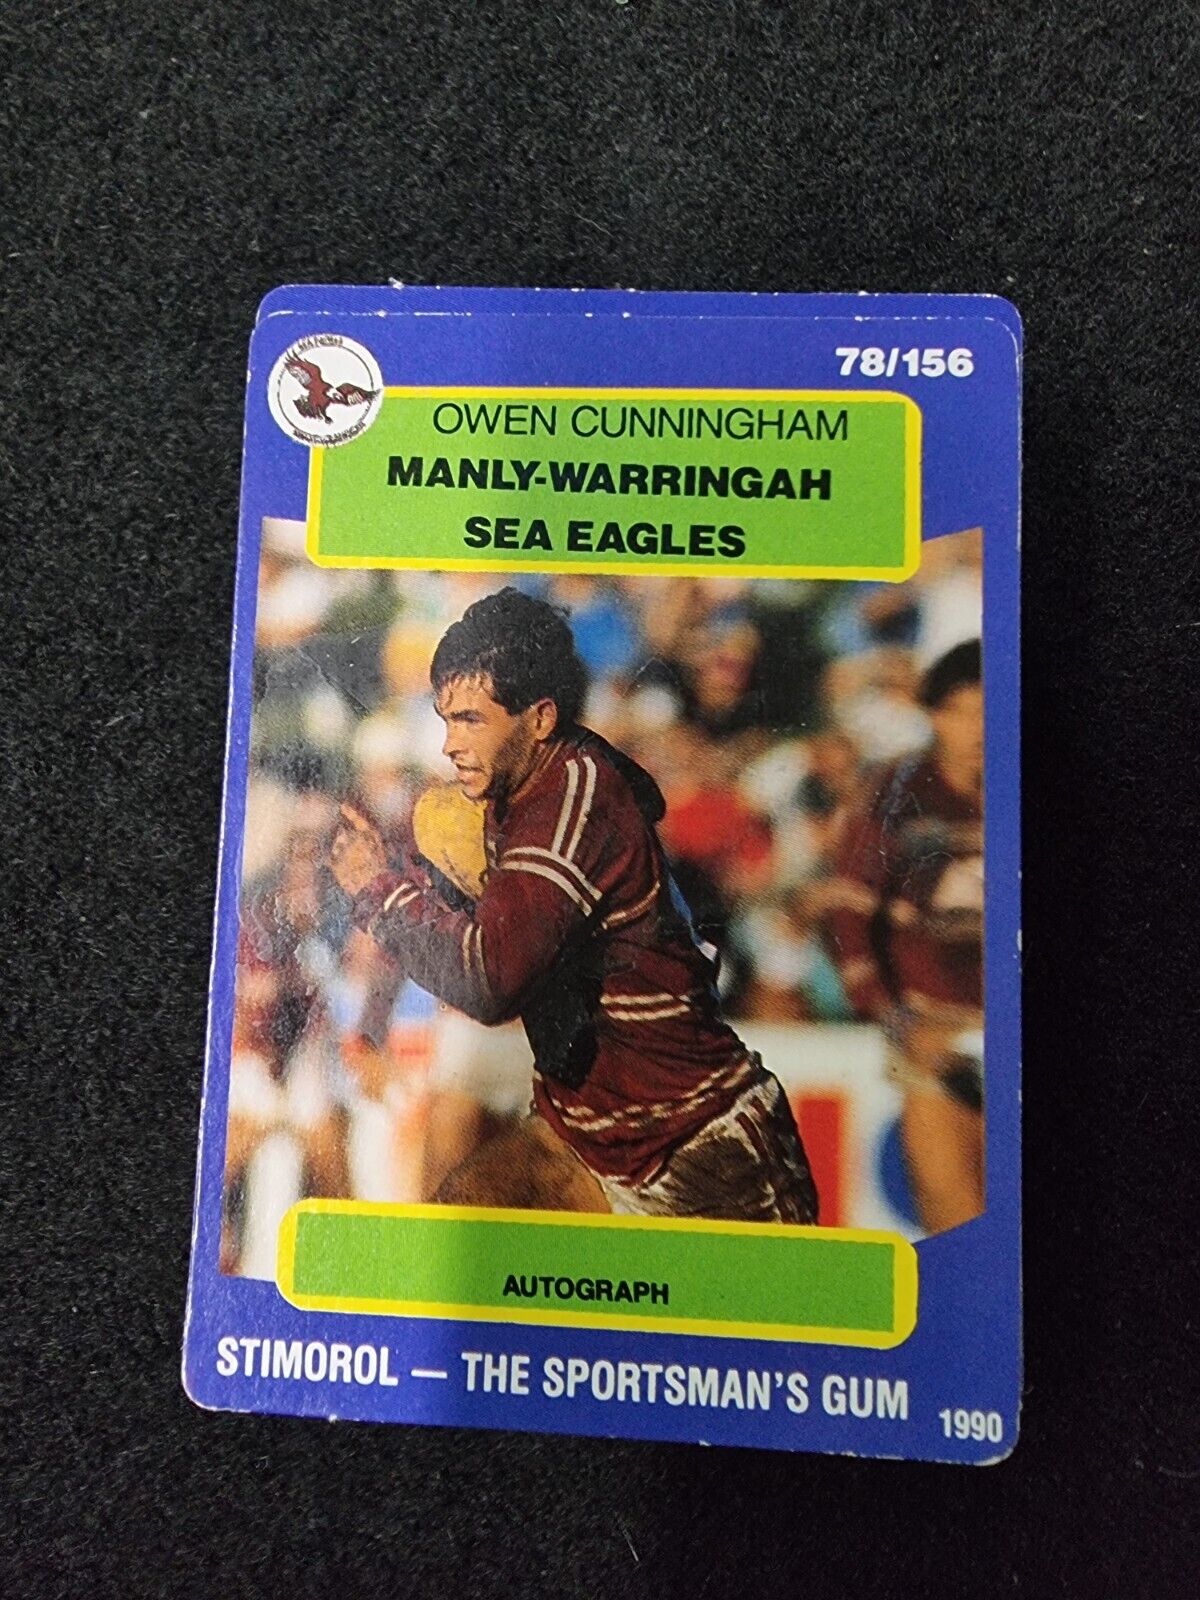 78/156
OWEN CUNNINGHAM
MANLY-WARRINGAH
SEA EAGLES
AUTOGRAPH
STIMOROL — THE SPORTSMAN'S GUM
1990